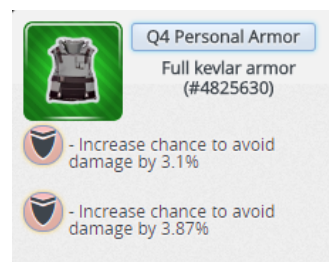 Q4 Personal Armor
Full kevlar armor
(#4825630)
- Increase chance to avoid
damage by 3.1%
- Increase chance to avoid
damage by 3.87%